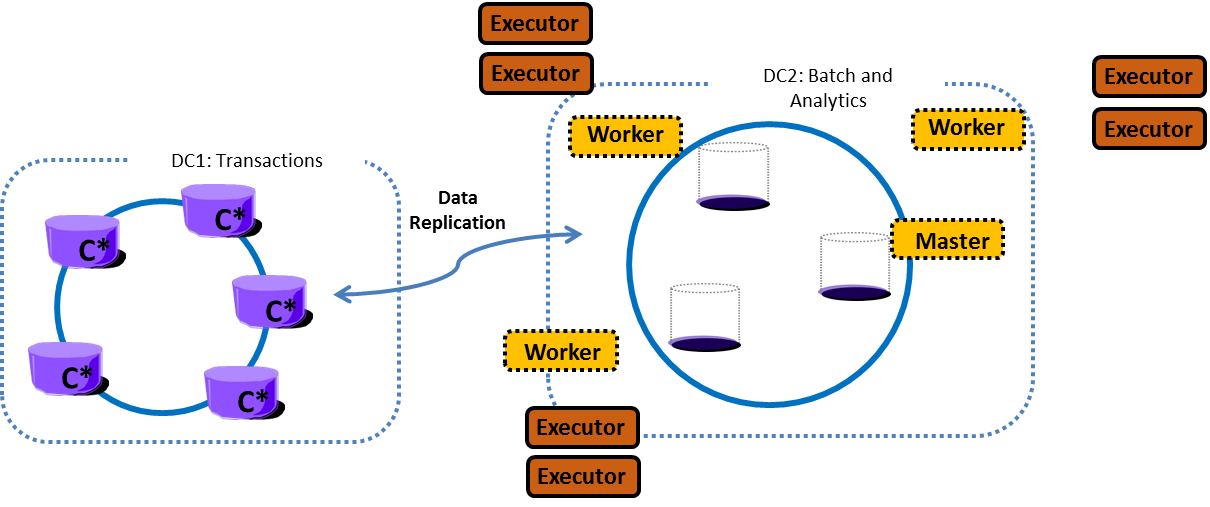 Executor
Executor
DC2: Batch and
Analytics
Executor
Executor
Worker
Worker
DC1: Transactions
Data
Replication
C*
C*
C*
C*
C*
Master
Worker
Executor
Executor